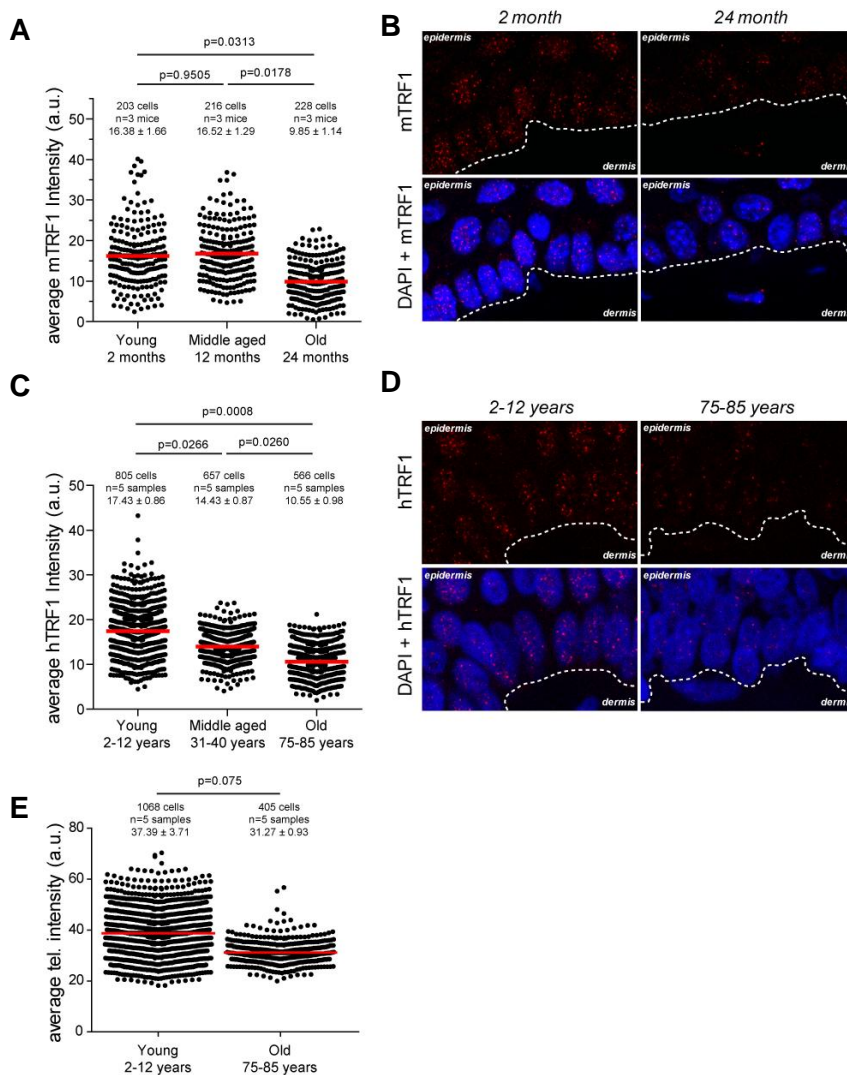 A
p=0.0313
p=0.9505 p=0.0178
203 cells 216 cells 228 cells
n=3 mice n=3 mice n=3 mice
16.38 ± 1.66 16.52 ± 1.29 9.85 ± 1.14
average mTRF1 Intensity (a.u.)
50
40
30
20
10
0
Young Middle aged Old
2 months 12 months 24 months
B
2 month 24 month
mTRF1
epidermis epidermis
dermis dermis
DAPI + mTRF1
epidermis epidermis
dermis dermis
C
p=0.0008
p=0.0266 p=0.0260
805 cells 657 cells 566 cells
n=5 samples n=5 samples n=5 samples
17.43 ± 0.86 14.43 ± 0.87 10.55 ± 0.98
average hTRF1 Intensity (a.u.)
50
40
30
20
10
0
Young Middle aged Old
2-12 years 31-40 years 75-85 years
D
2-12 years 75-85 years
hTRF1
epidermis epidermis
dermis dermis
DAPI + hTRF1
epidermis epidermis
dermis dermis
E
p=0.075
1068 cells 405 cells
n=5 samples n=5 samples
37.39 ± 3.71 31.27 ± 0.93
average tel. intensity (a.u.)
80
60
40
20
0
Young Old
2-12 years 75-85 years